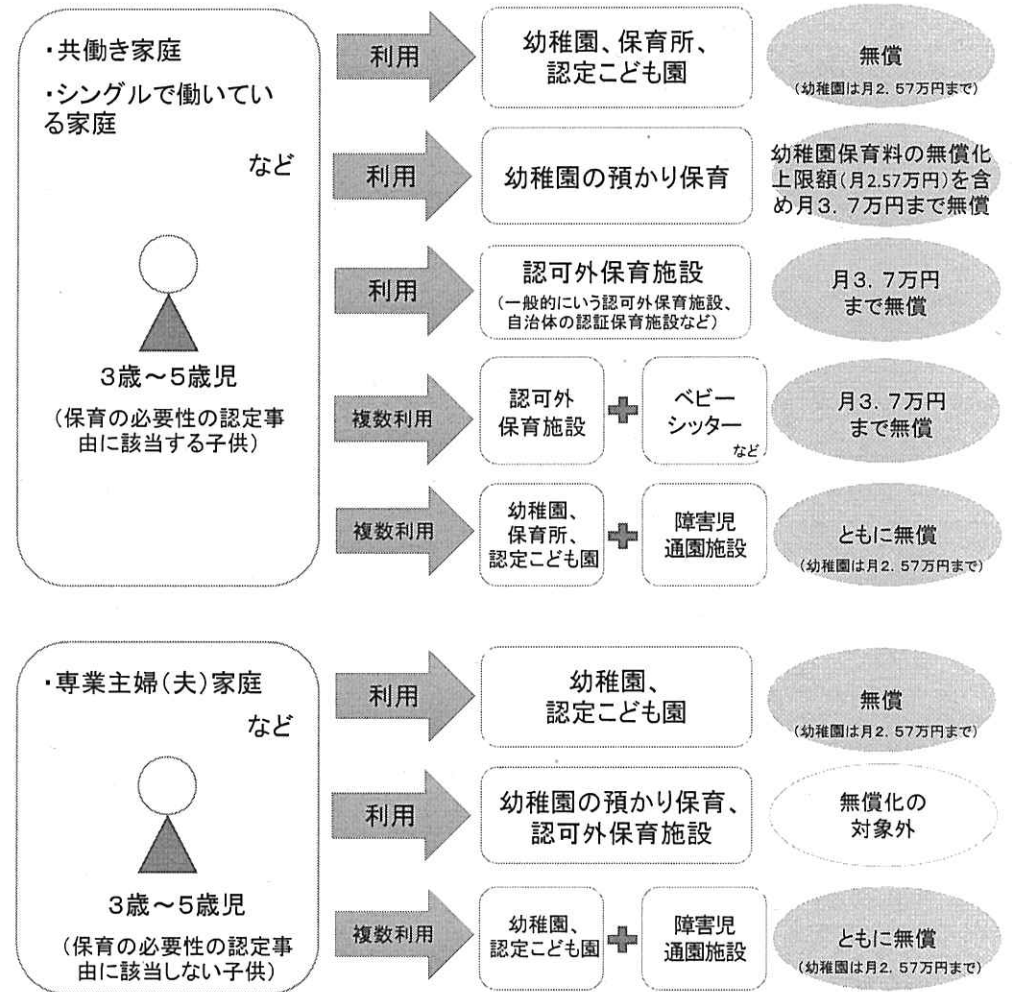 ・共働き家庭
・シングルで働いてい
る家庭
など
3歳～5歳児
(保育の必要性の認定事
由に該当する子供)
利用
幼稚園、保育所、
認定こども園
無償
(幼稚園は月2．57万円まで)
利用
幼稚園の預かり保育
幼稚園保育料の無償化
上限額(月2.57万円)を含
め月3．7万円まで無償
利用
認可外保育施設
(一般的にいう認可外保育施設、
自治体の認証保育施設など)
月3．7万円
まで無償
複数利用
認可外
保育施設
ベビー
シッター
など
月3．7万円
まで無償
複数利用
幼稚園、
保育所、
認定こども園
障害児
通園施設
ともに無償
(幼稚園は月2．57万円まで)
・専業主婦(夫)家庭
など
3歳～5歳児
(保育の必要性の認定事
由に該当しない子供)
利用
幼稚園、
認定こども園
無償
(幼稚園は月2．57万円まで)
利用
幼稚園の預かり保育、
認可外保育施設
無償化の
対象外
複数利用
幼稚園、
認定こども園
障害児
通園施設
ともに無償
(幼稚園は月2．57万円まで)